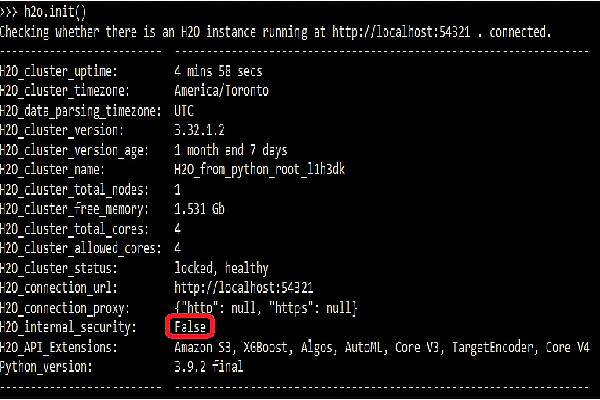 >>> h2o.init()
Checking whether there is an H2O instance running at http://localhost:54321 . connected.
H2O_cluster_uptime: 4 mins 58 secs
H2O_cluster_timezone: America/Toronto
H2O_data_parsing_timezone: UTC
H2O_cluster_version: 3.32.1.2
H2O_cluster_version_age: 1 month and 7 days
H2O_cluster_name: H2O_from_python_root_l1h3dk
H2O_cluster_total_nodes: 1
H2O_cluster_free_memory: 1.531 Gb
H2O_cluster_total_cores: 4
H2O_cluster_allowed_cores: 4
H2O_cluster_status: locked, healthy
H2O_connection_url: http://localhost:54321
H2O_connection_proxy: {"http": null, "https": null}
H2O_internal_security: False
H2O_API_Extensions: Amazon S3, XGBoost, Algos, AutoML, Core V3, TargetEncoder, Core V4
Python_version: 3.9.2 final